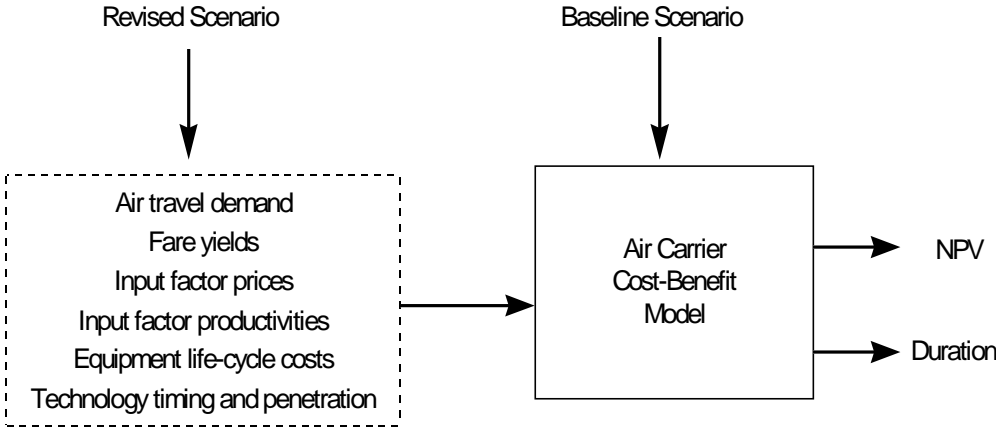 Revised Scenario
Baseline Scenario
Air travel demand
Fare yields
Input factor prices
Input factor productivities
Equipment life-cycle costs
Technology timing and penetration
Air Carrier
Cost-Benefit
Model
NPV
Duration